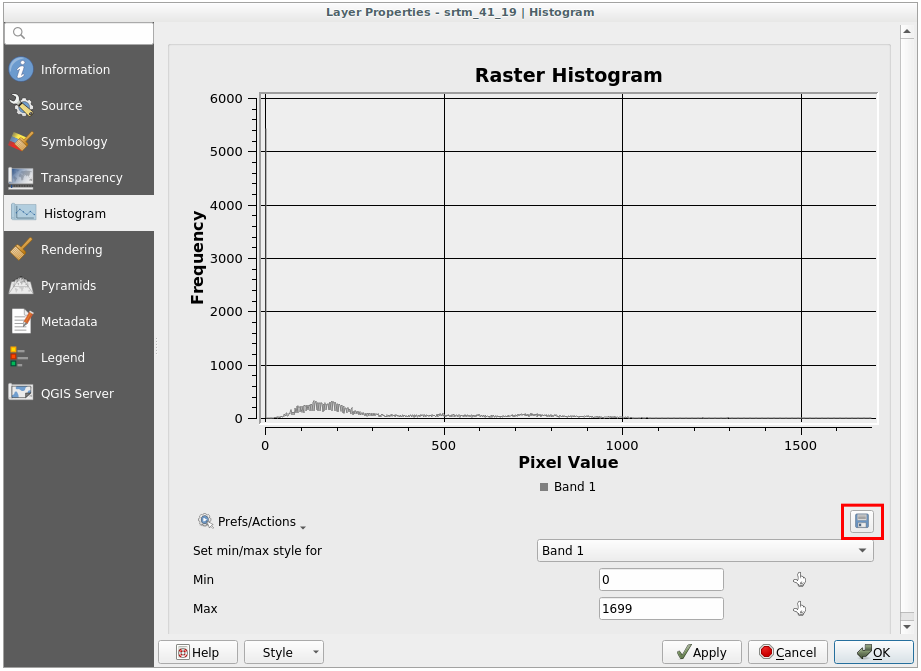 Layer Properties - srtm_41_19 | Histogram
Information
Source
Symbology
Transparency
Histogram
Rendering
Pyramids
Metadata
Legend
QGIS Server
Raster Histogram
Frequency
6000
5000
4000
3000
2000
1000
0
0 500 1000 1500
Pixel Value
Band 1
Prefs/Actions
Set min/max style for Band 1
Min 0
Max 1699
Help Style Apply Cancel OK